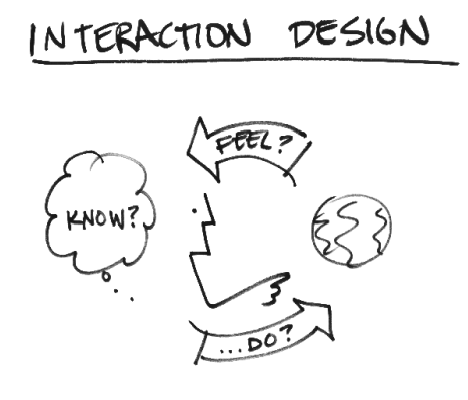 INTERACTION DESIGN
FEEL?
KNOW?
...DO?